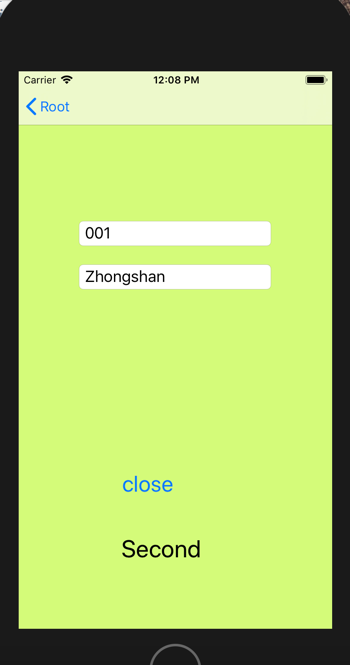 Carrier 12:08 PM
Root
001
Zhongshan
close
Second